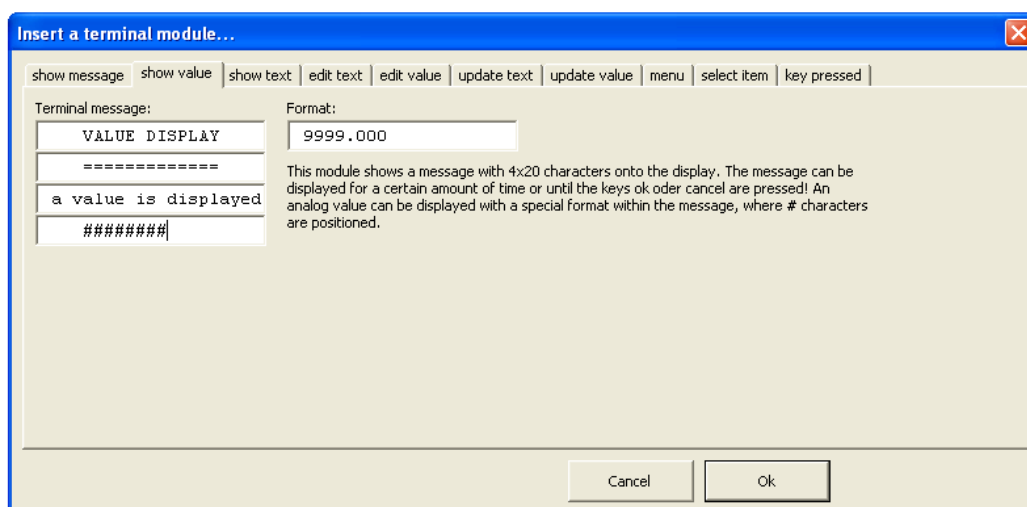 Insert a terminal module...
show message show value show text edit text edit value update text update value menu select item key pressed
Terminal message: Format:
VALUE DISPLAY 9999.000
=============
a value is displayed
########
This module shows a message with 4x20 characters onto the display. The message can be
displayed for a certain amount of time or until the keys ok oder cancel are pressed! An
analog value can be displayed with a special format within the message, where # characters
are positioned.
Cancel Ok